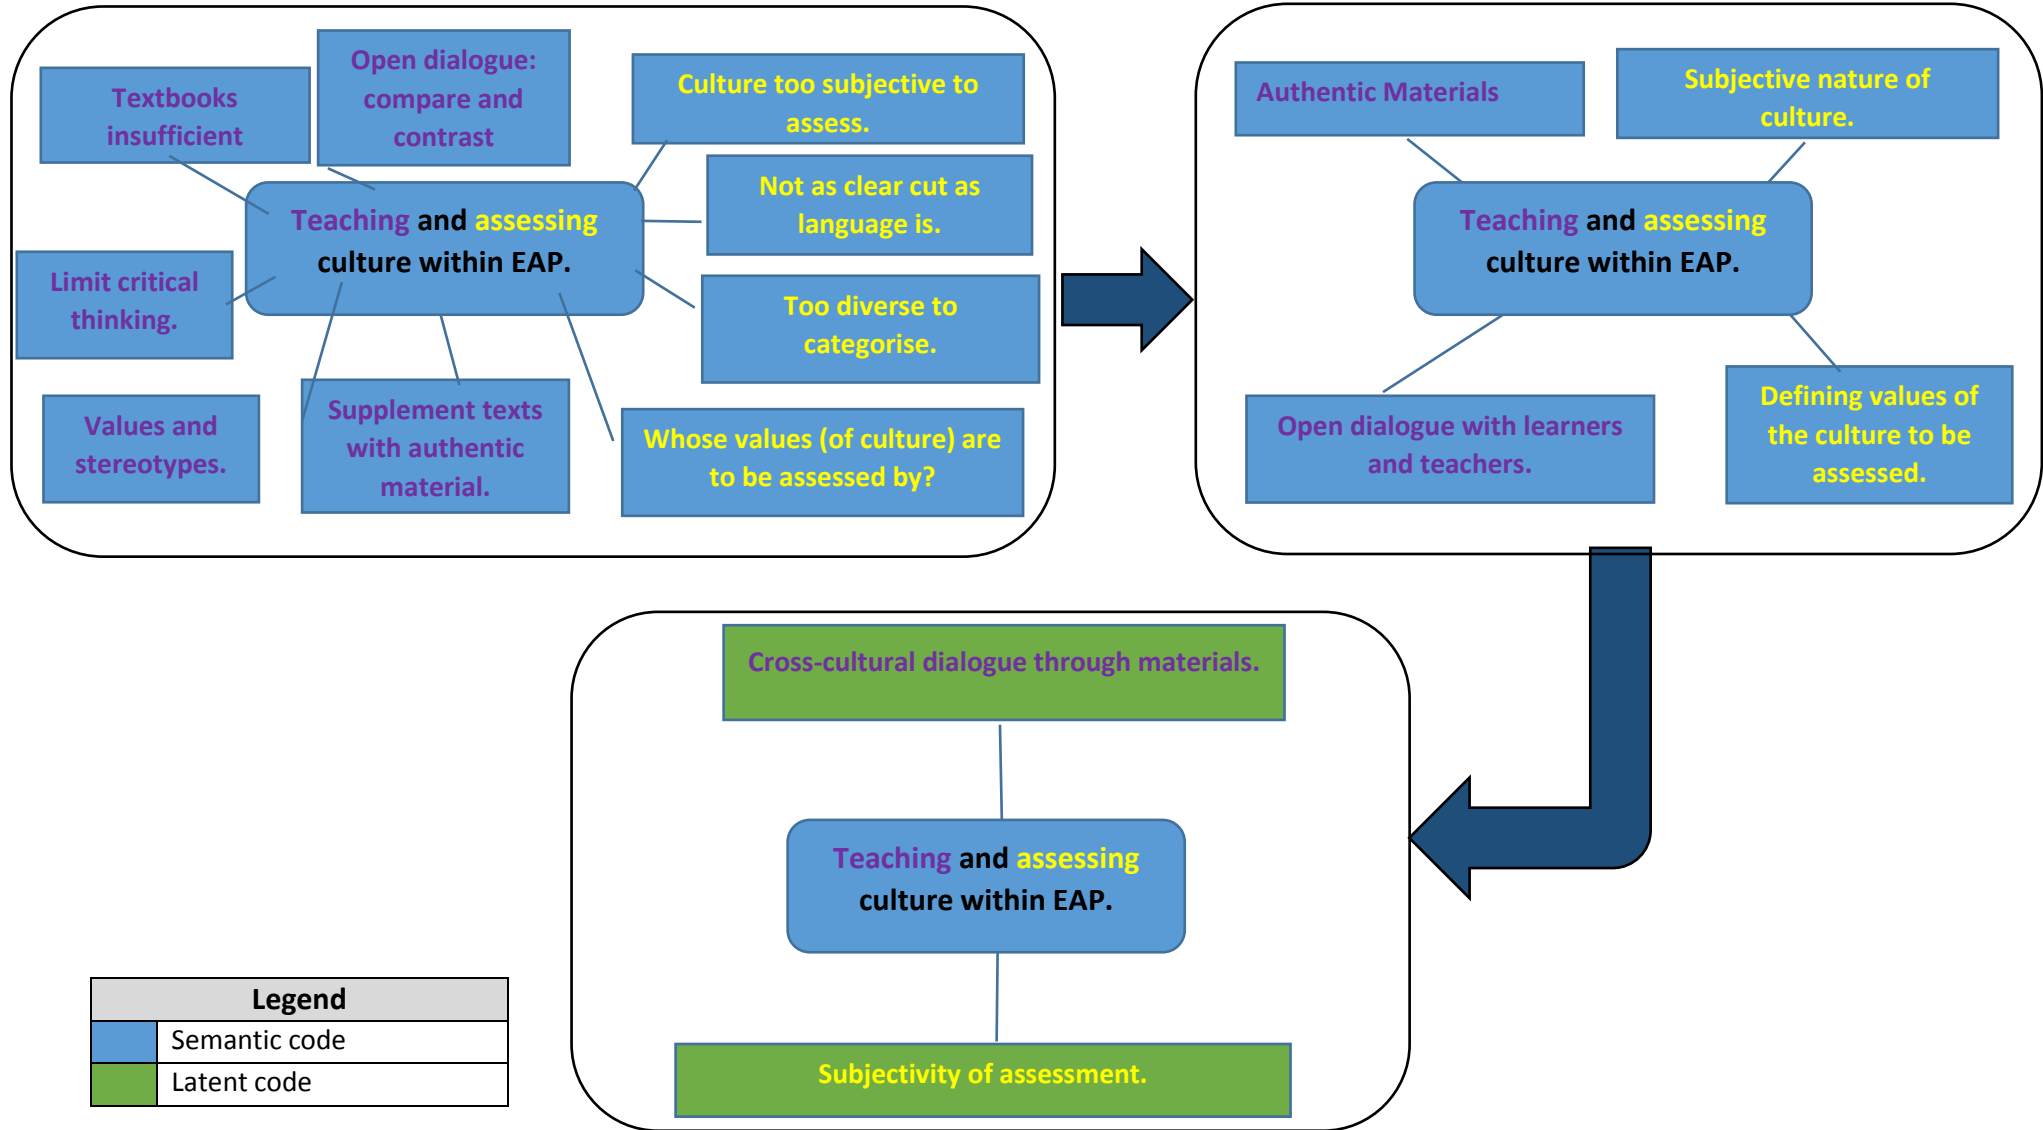 Textbooks
insufficient
Open dialogue:
compare and
contrast
Culture too subjective to
assess.
Not as clear cut as
language is.
Teaching and assessing
culture within EAP.
Limit critical
thinking.
Too diverse to
categorise.
Values and
stereotypes.
Supplement texts
with authentic
material.
Whose values (of culture) are
to be assessed by?
Authentic Materials
Subjective nature of
culture.
Teaching and assessing
culture within EAP.
Open dialogue with learners
and teachers.
Defining values of
the culture to be
assessed.
Cross-cultural dialogue through materials.
Teaching and assessing
culture within EAP.
Subjectivity of assessment.
Legend
Semantic code
Latent code